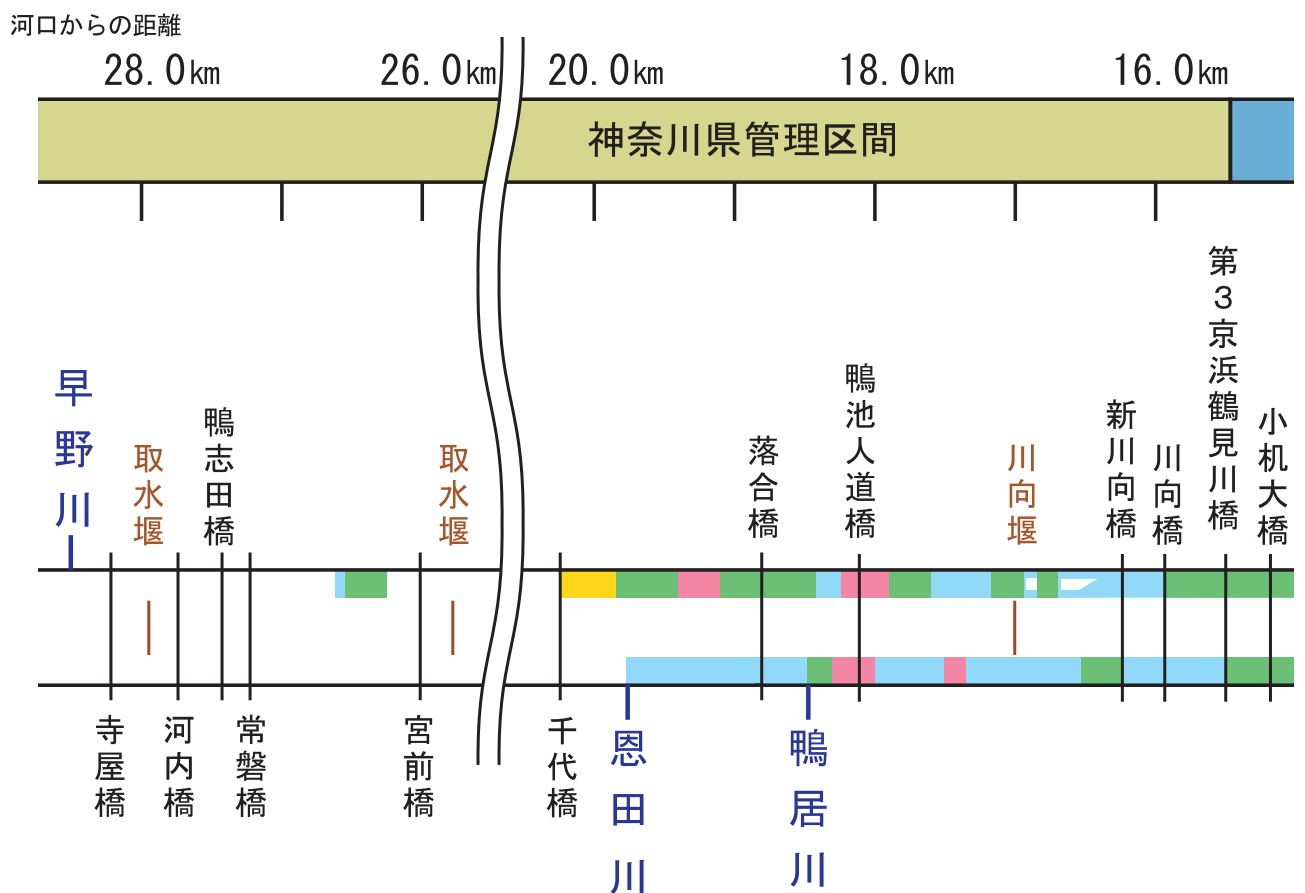 河口からの距離
28.0km
26.0km
20.0km
18.0km
16.0km
神奈川県管理区間
早野川
取水堰
鴨志田橋
取水堰
落合橋
鴨池人道橋
川向堰
新川向橋
川向橋
第3京浜鶴見川橋
小机大橋
寺屋橋
河内橋
常磐橋
宮前橋
千代橋
恩田川
鴨居川